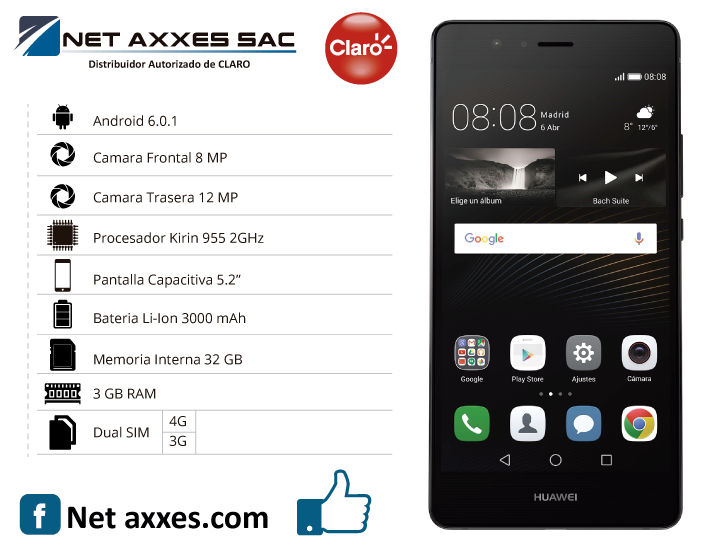 NET AXXES SAC
Distribuidor Autorizado de CLARO
Claro
Android 6.0.1
Camara Frontal 8 MP
Camara Trasera 12 MP
Procesador Kirin 955 2GHz
Pantalla Capacitiva 5.2”
Bateria Li-Ion 3000 mAh
Memoria Interna 32 GB
3 GB RAM
Dual SIM
4G
3G
f Net axxes.com
08:08
08:08 Madrid
6 Abr
8° 12°/6°
Elige un álbum
Bach Suite
Google
Google Play Store Ajustes Cámara
HUAWEI